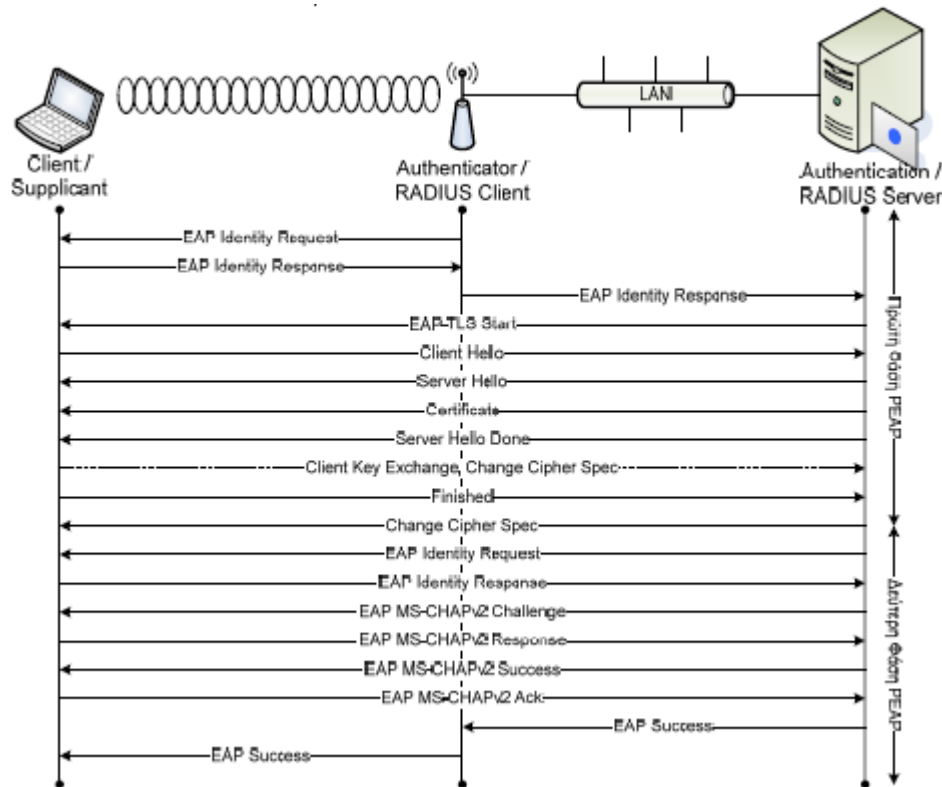 LAN
Client /
Supplicant
Authenticator /
RADIUS Client
Authentication /
RADIUS Server
EAP Identity Request
EAP Identity Response
EAP Identity Response
EAP-TLS Start
Client Hello
Server Hello
Certificate
Server Hello Done
Client Key Exchange, Change Cipher Spec
Finished
Change Cipher Spec
EAP Identity Request
EAP Identity Response
EAP MS-CHAPv2 Challenge
EAP MS-CHAPv2 Response
EAP MS-CHAPv2 Success
EAP MS-CHAPv2 Ack
EAP Success
EAP Success
Πρώτη φάση PEAP
Δεύτερη Φάση PEAP